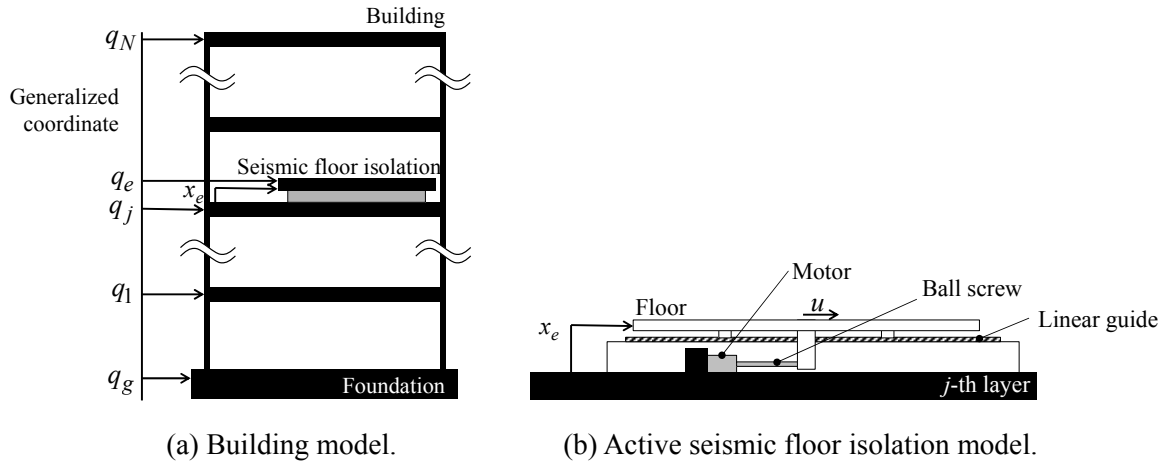 Building
q_N
Generalized
coordinate
Seismic floor isolation
q_e
x_e
q_j
q_1
q_g
Foundation
(a) Building model.
Motor
Ball screw
Floor
u
Linear guide
x_e
j-th layer
(b) Active seismic floor isolation model.